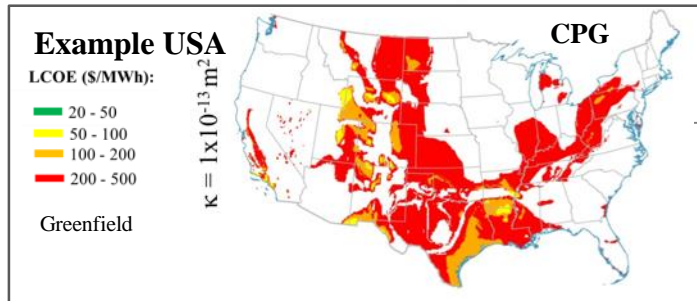 Example USA
CPG
LCOE ($/MWh):
20 - 50
50 - 100
100 - 200
200 - 500
Greenfield
κ = 1x10⁻¹³ m²